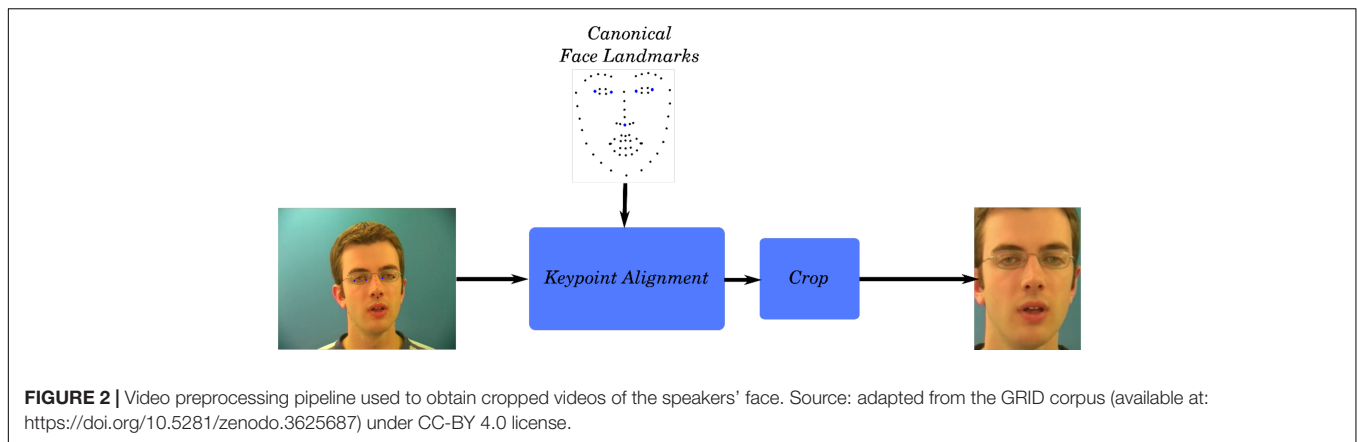 Canonical
Face Landmarks
Keypoint Alignment
Crop
FIGURE 2 | Video preprocessing pipeline used to obtain cropped videos of the speakers’ face. Source: adapted from the GRID corpus (available at:
https://doi.org/10.5281/zenodo.3625687) under CC-BY 4.0 license.